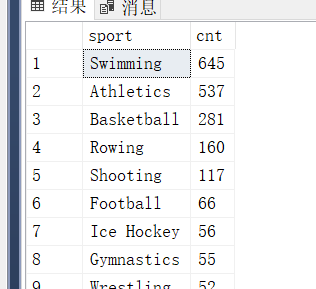 结果 消息
sport cnt
1 Swimming 645
2 Athletics 537
3 Basketball 281
4 Rowing 160
5 Shooting 117
6 Football 66
7 Ice Hockey 56
8 Gymnastics 55
9 Wrestling 52